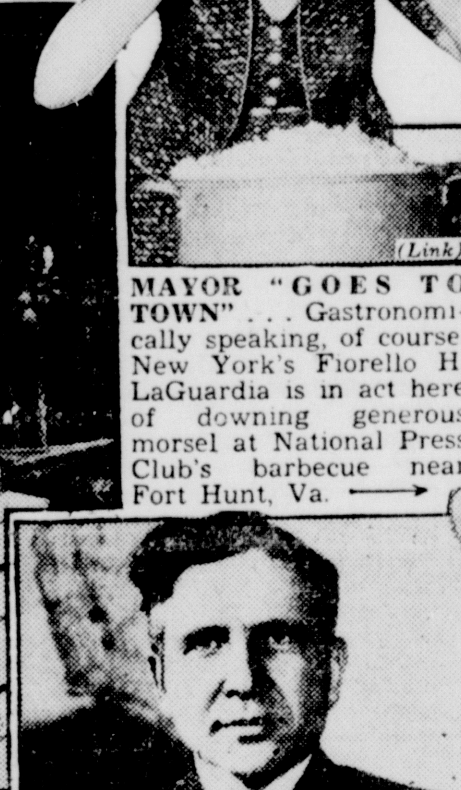 (Link)
MAYOR "GOES TO
TOWN" . . . Gastronomi-
cally speaking, of course.
New York's Fiorello H.
LaGuardia is in act here
of downing generous
morsel at National Press
Club's barbecue near
Fort Hunt, Va.